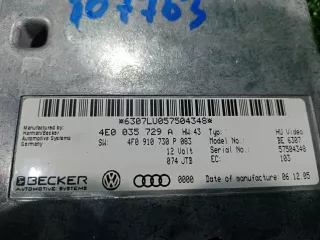 107763
*6307LU057504348*
4E0 035 729 A HW 43 Typ: HU Video
SW: 4F0 910 730 P 003 Model No.: BE 6307
12 Volt Serial No.: 57504348
074 JTB EC: 103
Manufactured by:
Harman/Becker
Automotive Systems
Germany
BECKER
AUTOMOTIVE SYSTEMS
0000 Date of manufacture: 06.12.05